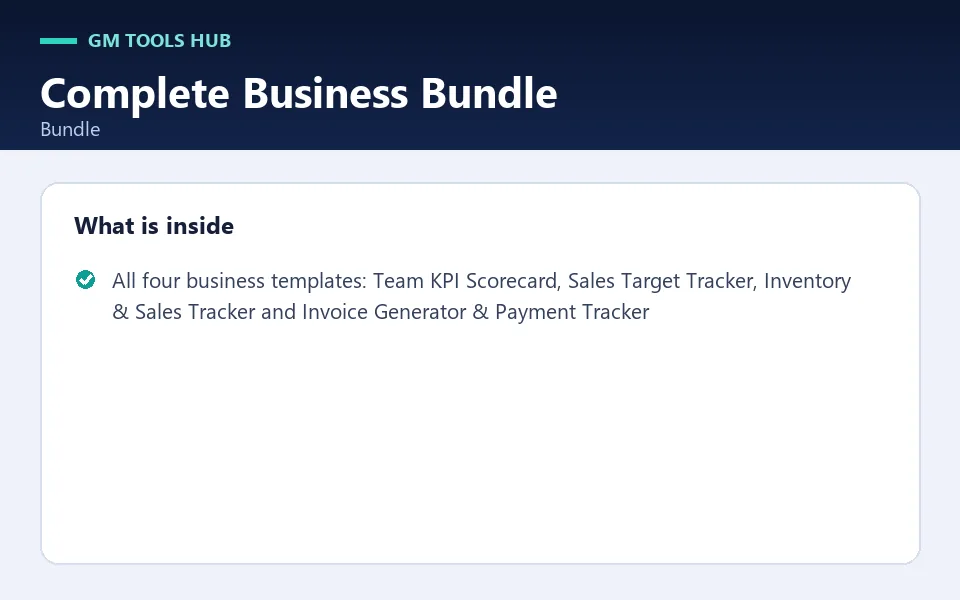 GM TOOLS HUB
Complete Business Bundle
Bundle
What is inside
All four business templates: Team KPI Scorecard, Sales Target Tracker, Inventory
& Sales Tracker and Invoice Generator & Payment Tracker